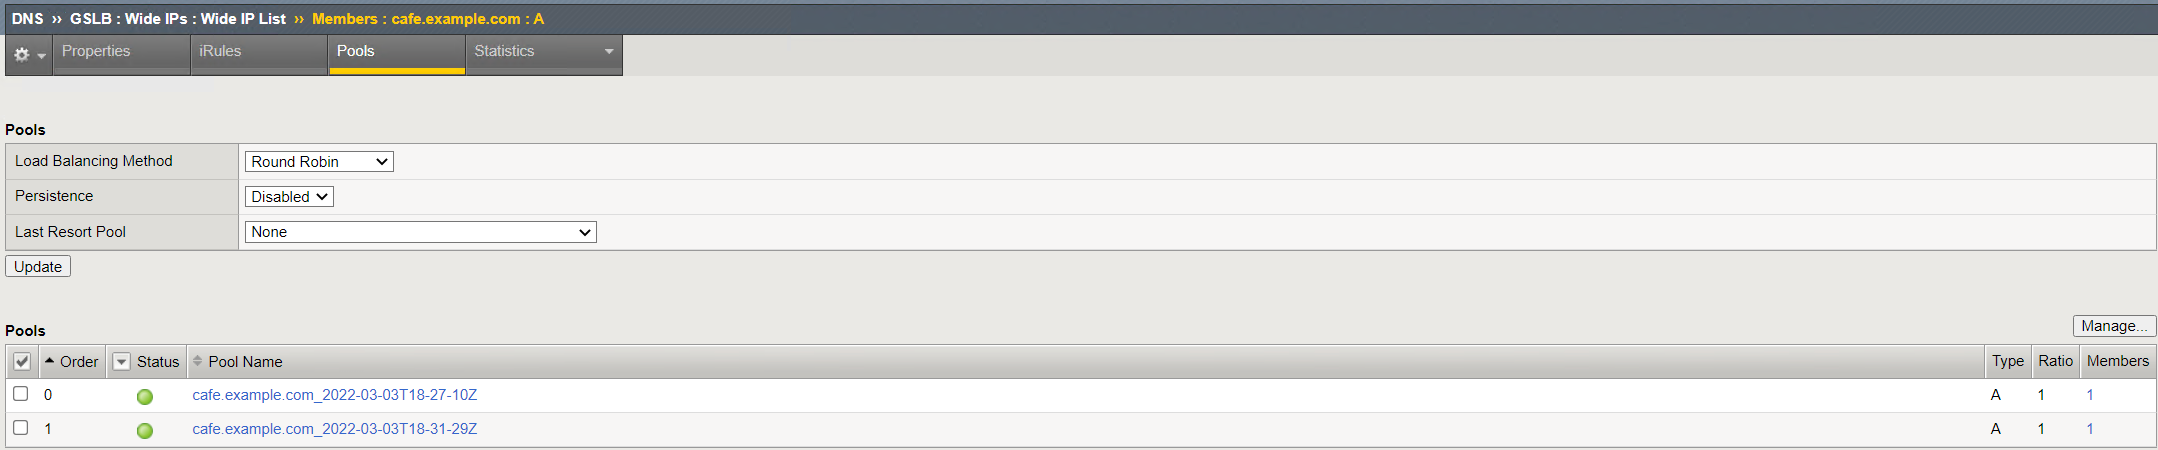 DNS ›› GSLB : Wide IPs : Wide IP List ›› Members : cafe.example.com : A
Properties iRules Pools Statistics
Pools
Load Balancing Method Round Robin
Persistence Disabled
Last Resort Pool None
Update
Pools Manage...
Order Status Pool Name Type Ratio Members
0 cafe.example.com_2022-03-03T18-27-10Z A 1 1
1 cafe.example.com_2022-03-03T18-31-29Z A 1 1